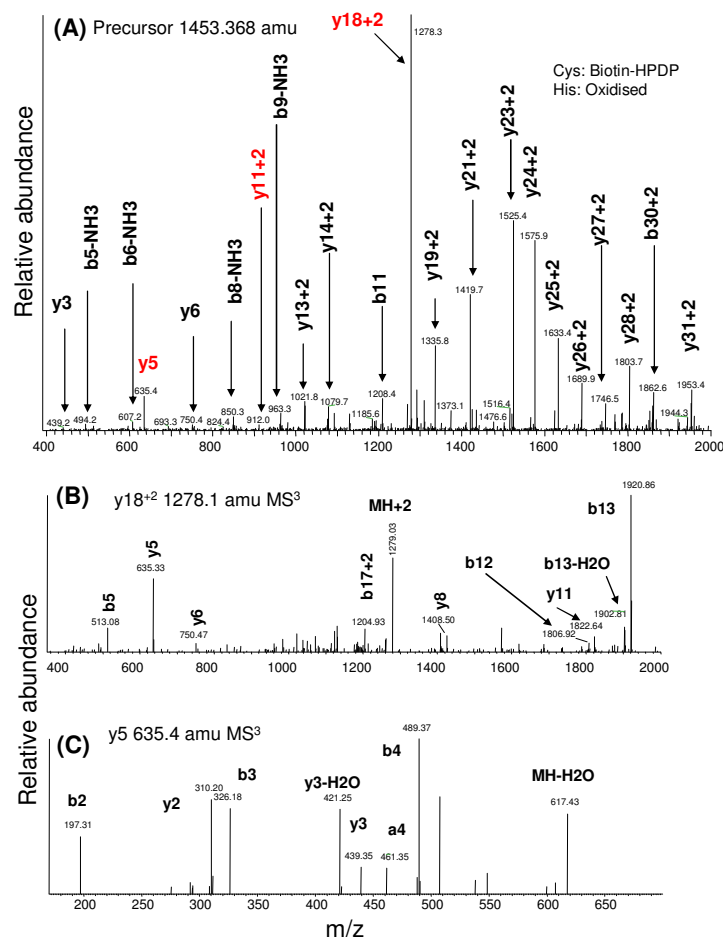 (A) Precursor 1453.368 amu
y18+2
1278.3
Cys: Biotin-HPDP
His: Oxidised
Relative abundance
y3
439.2
b5-NH3
494.2
b6-NH3
607.2
y5
635.4
693.3
y6
750.4
824.4
b8-NH3
850.3
y11+2
912.0
b9-NH3
963.3
y13+2
1021.8
y14+2
1079.7
1185.6
b11
1208.4
y19+2
1335.8
1373.1
y21+2
1419.7
1476.6
1516.4
y23+2
1525.4
y24+2
1575.9
y25+2
1633.4
y26+2
1689.9
y27+2
1746.5
y28+2
1803.7
b30+2
1862.6
1944.3
y31+2
1953.4
400 600 800 1000 1200 1400 1600 1800 2000
(B) y18+2 1278.1 amu MS3
b5
513.08
y5
635.33
y6
750.47
b17+2
1204.93
MH+2
1279.03
y8
1408.50
b12
1806.92
y11
1822.64
b13-H2O
1902.81
b13
1920.86
400 600 800 1000 1200 1400 1600 1800 2000
Relative abundance
(C) y5 635.4 amu MS3
b2
197.31
y2
310.20
b3
326.18
y3-H2O
421.25
y3
439.35
a4
461.35
b4
489.37
MH-H2O
617.43
200 250 300 350 400 450 500 550 600 650
m/z